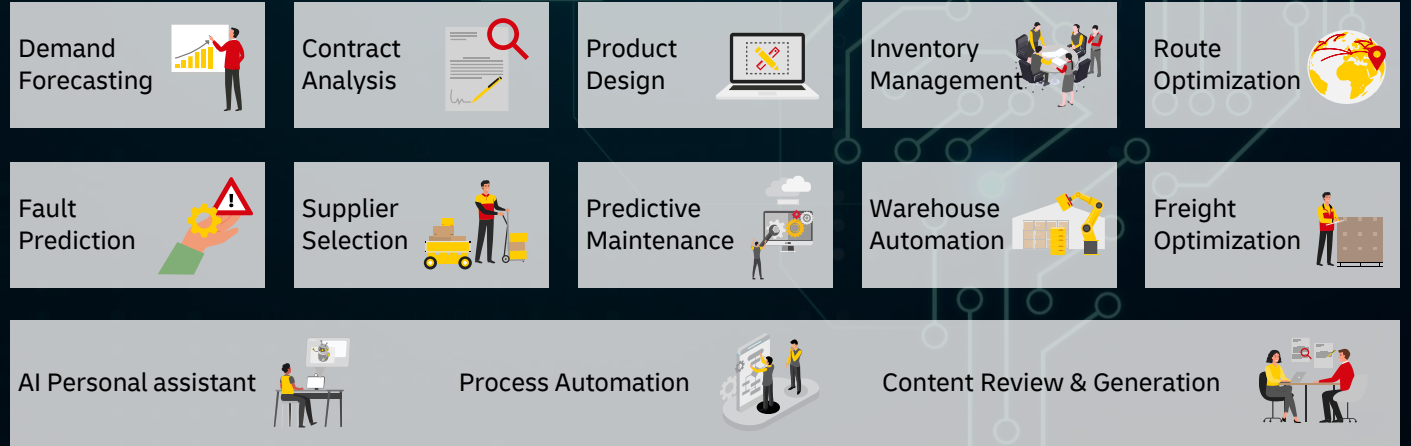 Demand
Forecasting
Contract
Analysis
Product
Design
Inventory
Management
Route
Optimization
Fault
Prediction
Supplier
Selection
Predictive
Maintenance
Warehouse
Automation
Freight
Optimization
AI Personal assistant
Process Automation
Content Review & Generation